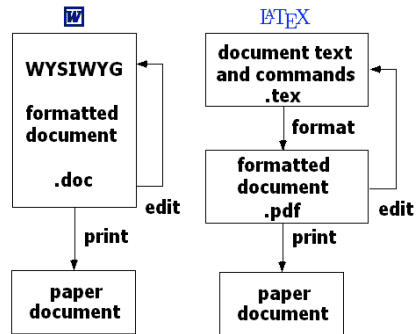 W
WYSIWYG
formatted
document
.doc
edit
print
paper
document
LATEX
document text
and commands
.tex
format
formatted
document
.pdf
edit
print
paper
document